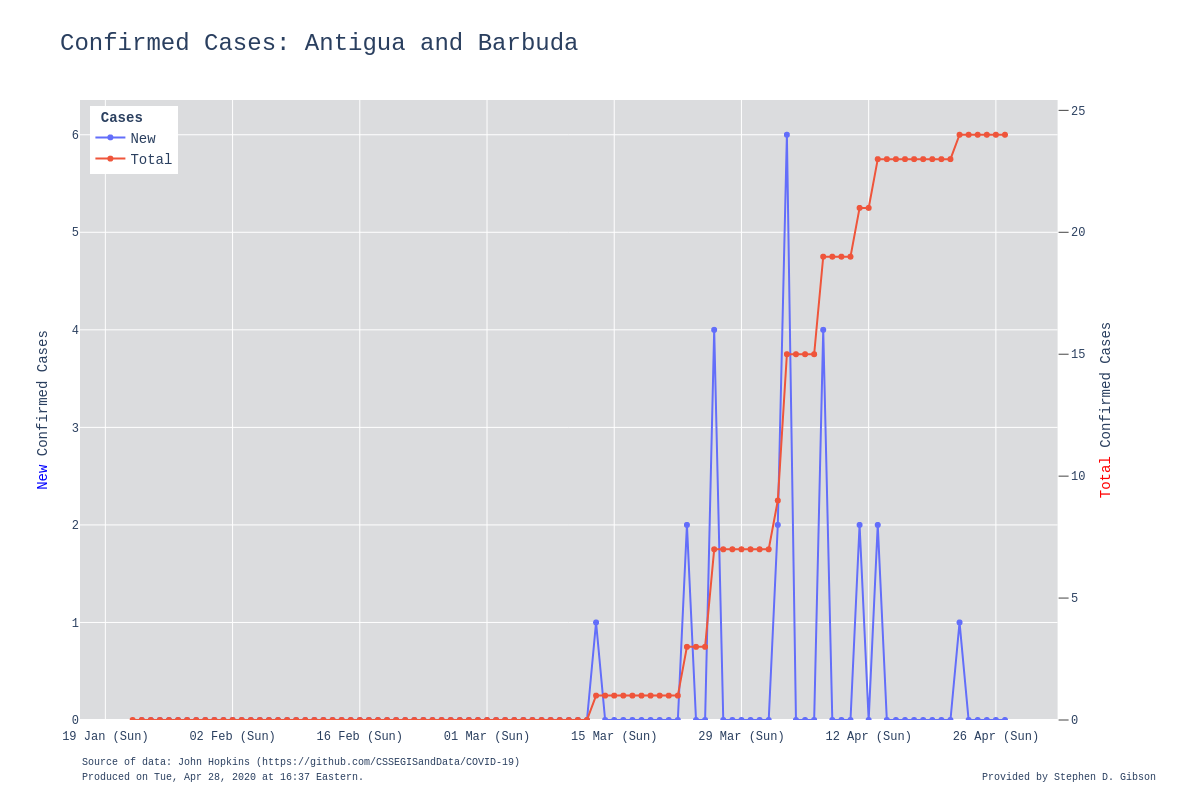 Confirmed Cases: Antigua and Barbuda
Cases
New
Total
6
5
4
3
2
1
0
New Confirmed Cases
25
20
15
10
5
0
Total Confirmed Cases
19 Jan (Sun)
02 Feb (Sun)
16 Feb (Sun)
01 Mar (Sun)
15 Mar (Sun)
29 Mar (Sun)
12 Apr (Sun)
26 Apr (Sun)
Source of data: John Hopkins (https://github.com/CSSEGISandData/COVID-19)
Produced on Tue, Apr 28, 2020 at 16:37 Eastern.
Provided by Stephen D. Gibson